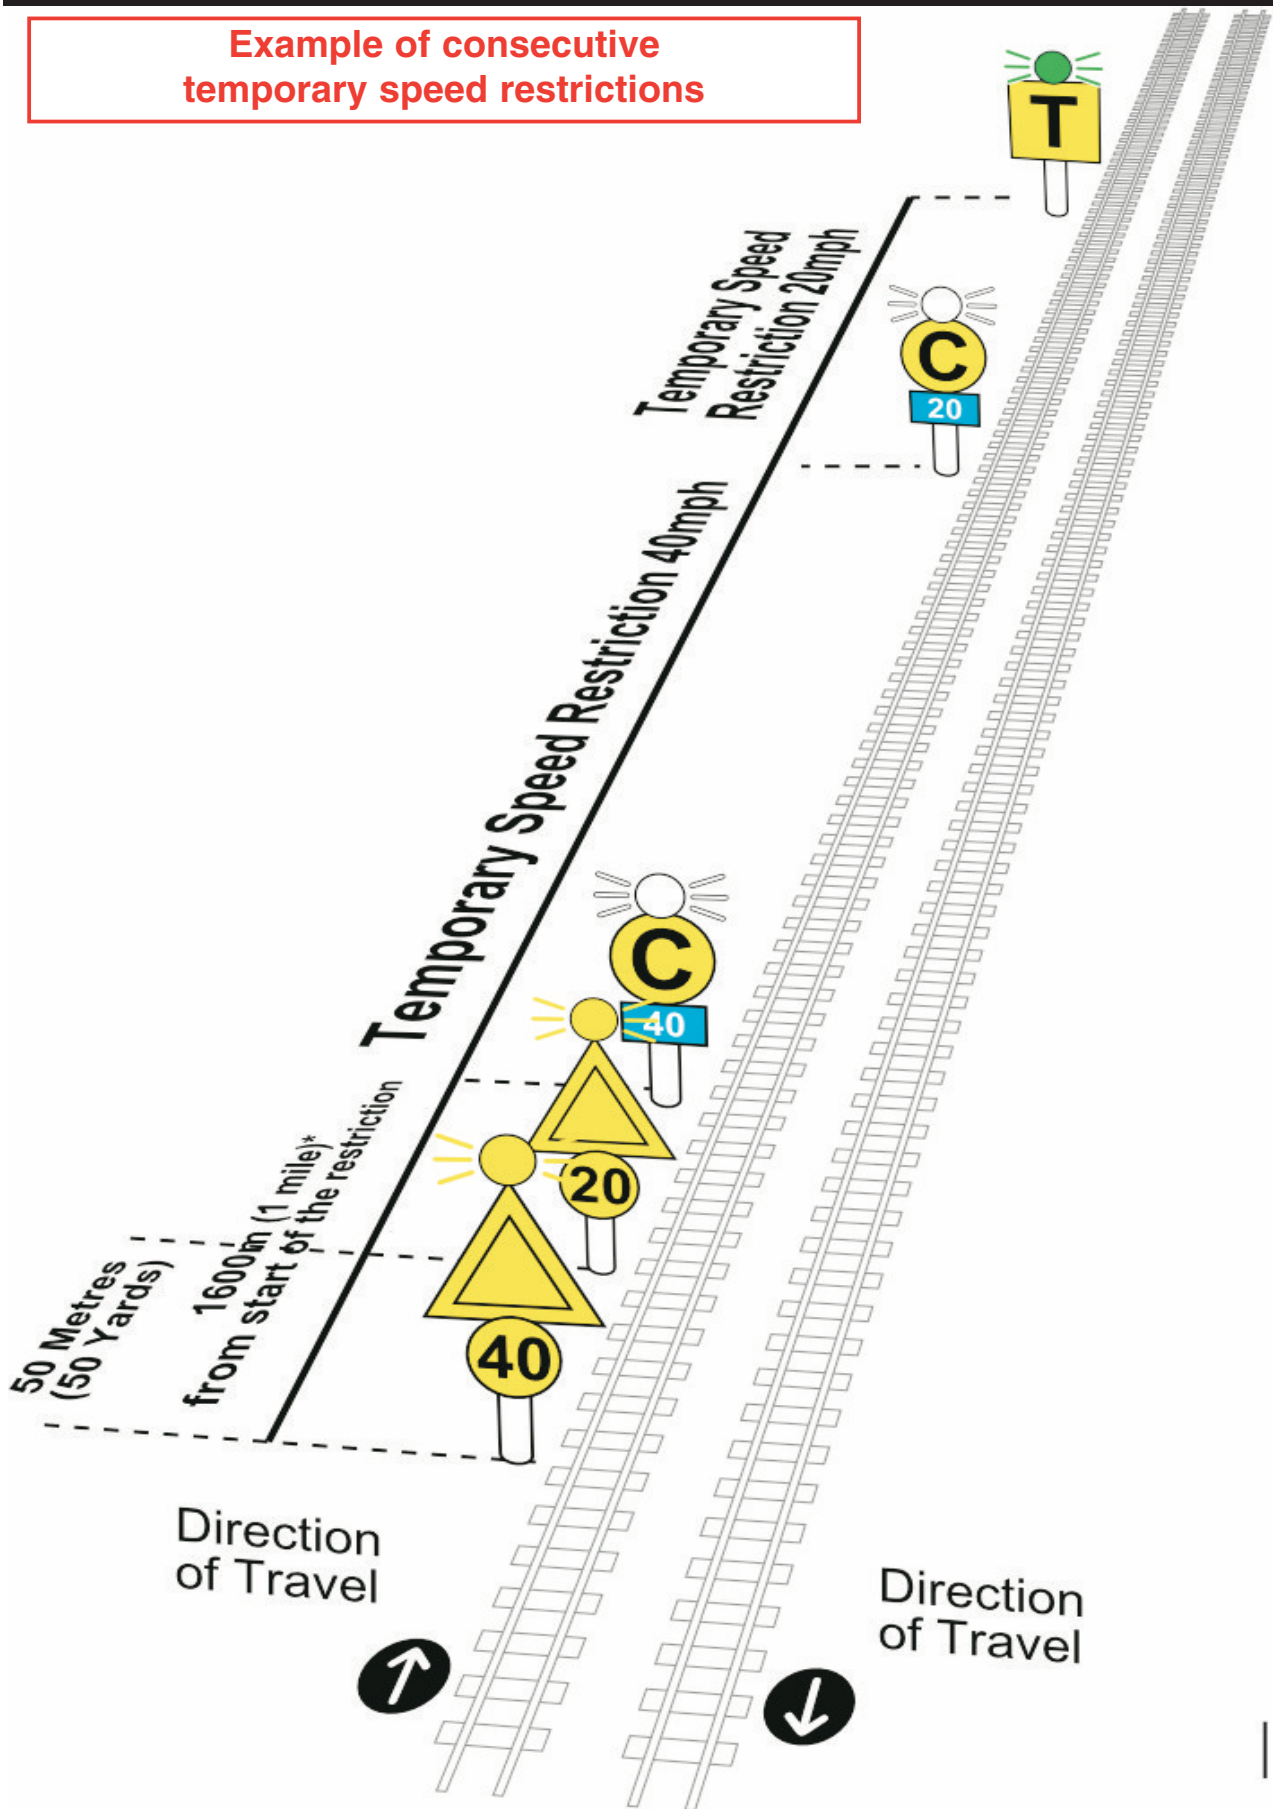 Example of consecutive
temporary speed restrictions
T
Temporary Speed
Restriction 20mph
C
20
Temporary Speed Restriction 40mph
C
40
20
40
1600m (1 mile)*
from start of the restriction
50 Metres
(50 Yards)
Direction
of Travel
Direction
of Travel